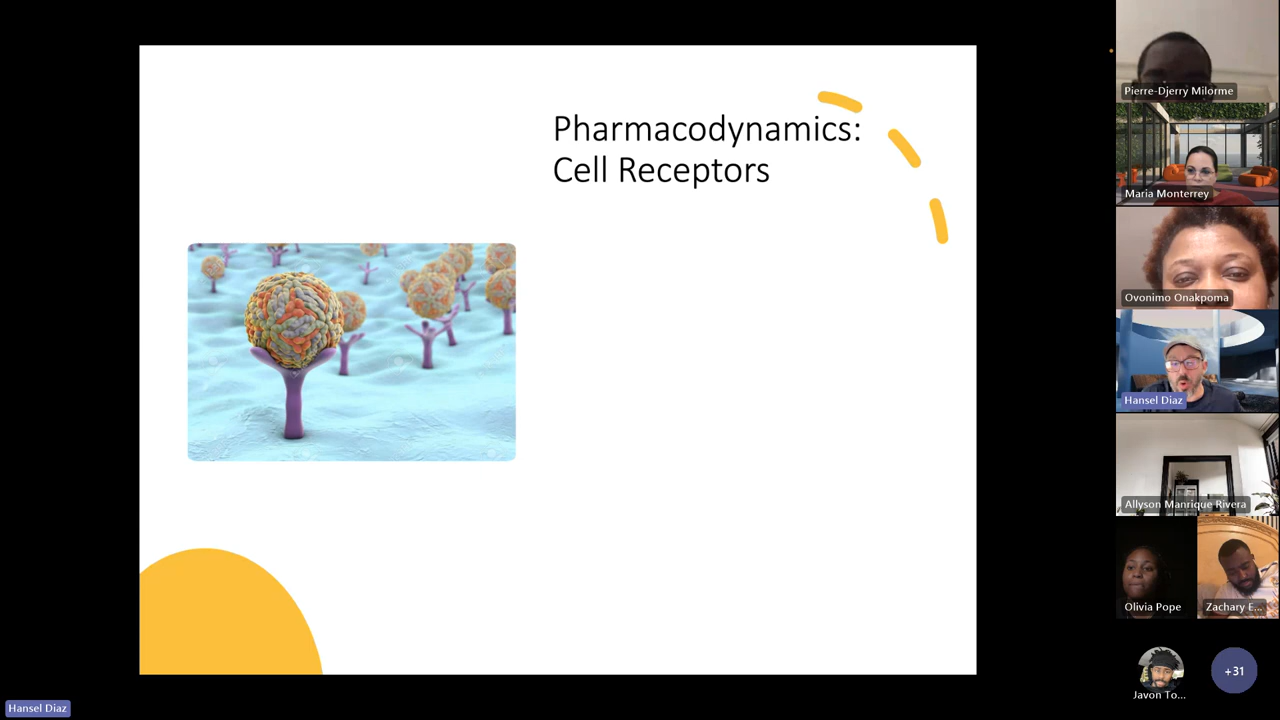 Pharmacodynamics:
Cell Receptors
Pierre-Djerry Milorme
Maria Monterrey
Ovonimo Onakpoma
Hansel Diaz
Allyson Manrique Rivera
Olivia Pope
Zachary E...
Javon To...
+31
Hansel Diaz